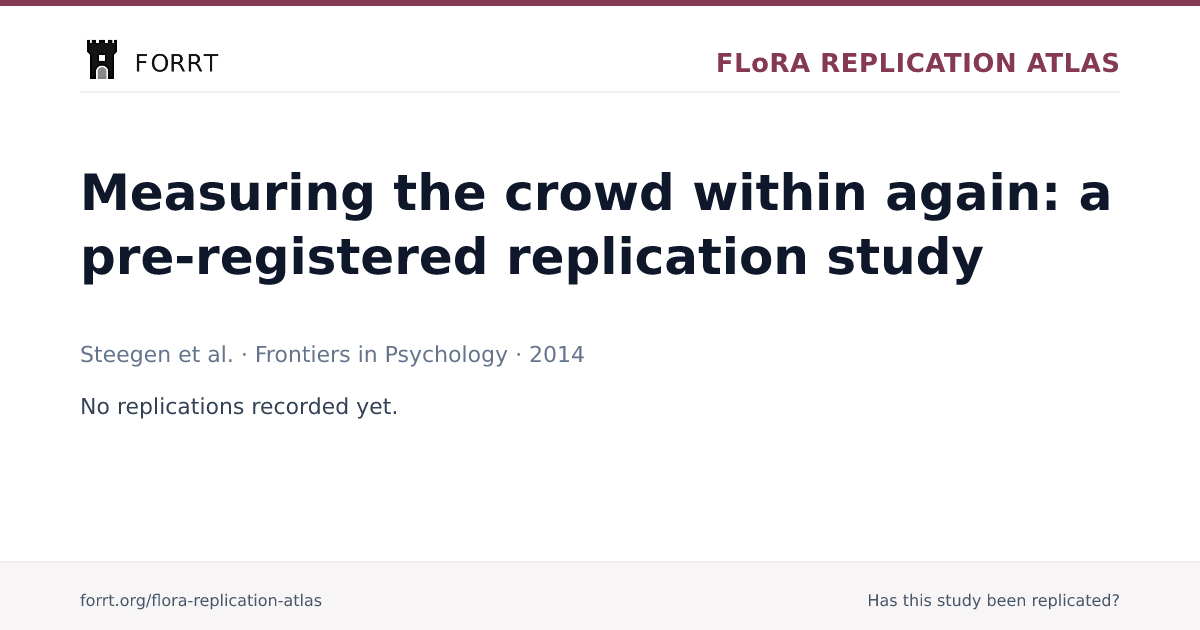 FORRT
FLoRA REPLICATION ATLAS
Measuring the crowd within again: a
pre-registered replication study
Steegen et al. · Frontiers in Psychology · 2014
No replications recorded yet.
forrt.org/flora-replication-atlas
Has this study been replicated?